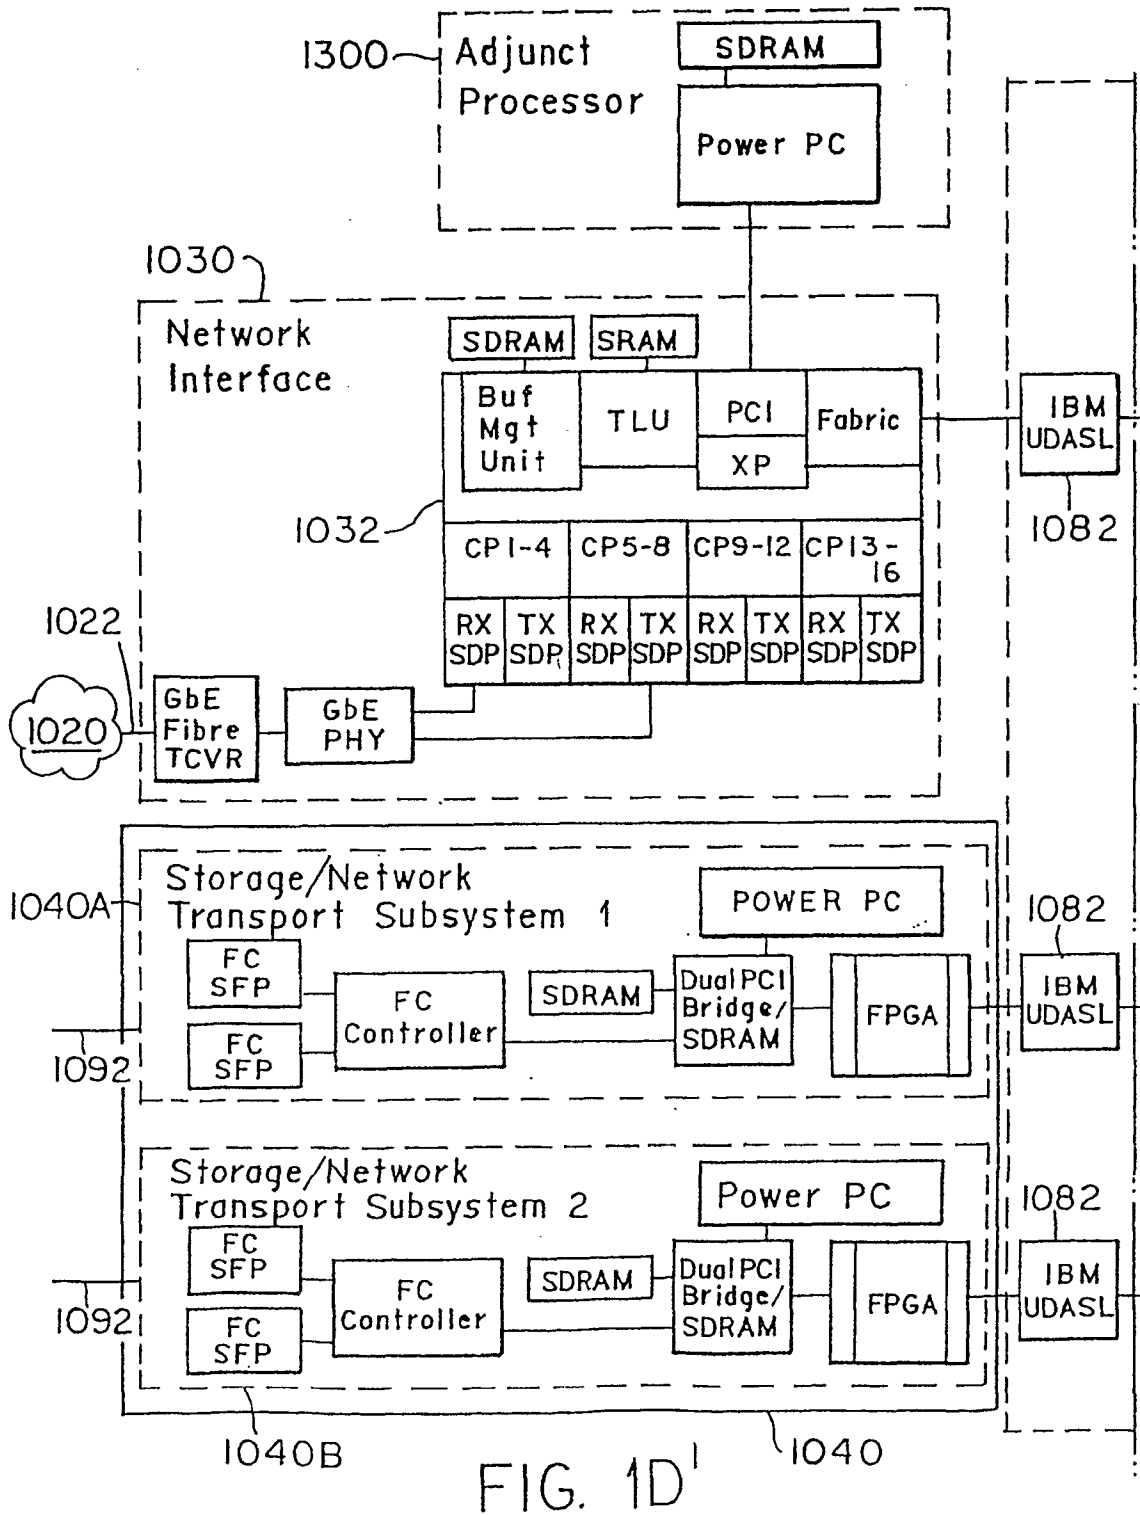 1300
Adjunct
Processor
SDRAM
Power PC
1030
Network
Interface
SDRAM
SRAM
Buf
Mgt
Unit
TLU
PCI
XP
Fabric
IBM
UDASL
1082
1032
CP1-4
CP5-8
CP9-12
CP13-
16
RX
SDP
TX
SDP
RX
SDP
TX
SDP
RX
SDP
TX
SDP
RX
SDP
TX
SDP
1022
1020
GbE
Fibre
TCVR
GbE
PHY
1040A
Storage/Network
Transport Subsystem 1
POWER PC
FC
SFP
FC
SFP
FC
Controller
SDRAM
Dual PCI
Bridge/
SDRAM
FPGA
1082
IBM
UDASL
1092
Storage/Network
Transport Subsystem 2
Power PC
FC
SFP
FC
SFP
FC
Controller
SDRAM
Dual PCI
Bridge/
SDRAM
FPGA
1082
IBM
UDASL
1092
1040B
1040
FIG. 1D'